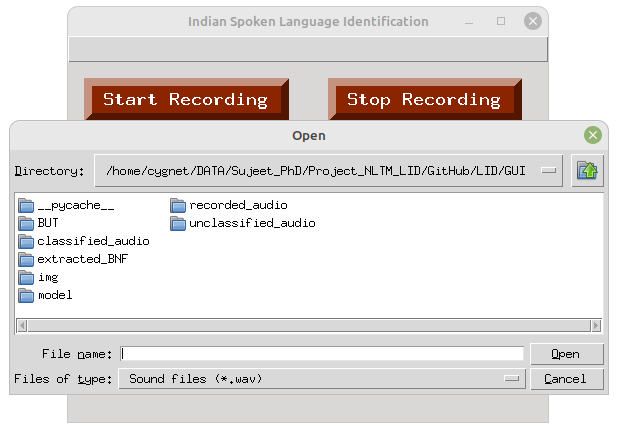 Indian Spoken Language Identification
Start Recording Stop Recording
Open
Directory: /home/cygnet/DATA/Sujeet_PhD/Project_NLTM_LID/GitHub/LID/GUI
__pycache__ recorded_audio
BUT unclassified_audio
classified_audio
extracted_BNF
img
model
File name: Open
Files of type: Sound files (*.wav) Cancel